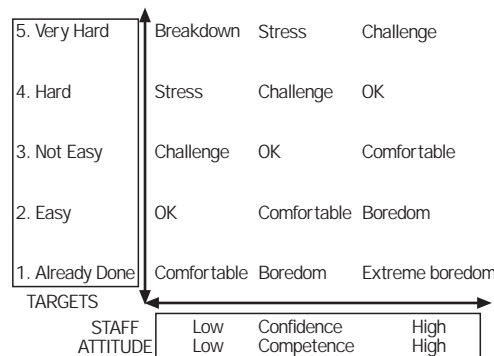 5. Very Hard Breakdown Stress Challenge
4. Hard Stress Challenge OK
3. Not Easy Challenge OK Comfortable
2. Easy OK Comfortable Boredom
1. Already Done Comfortable Boredom Extreme boredom
TARGETS
STAFF Low Confidence High
ATTITUDE Low Competence High